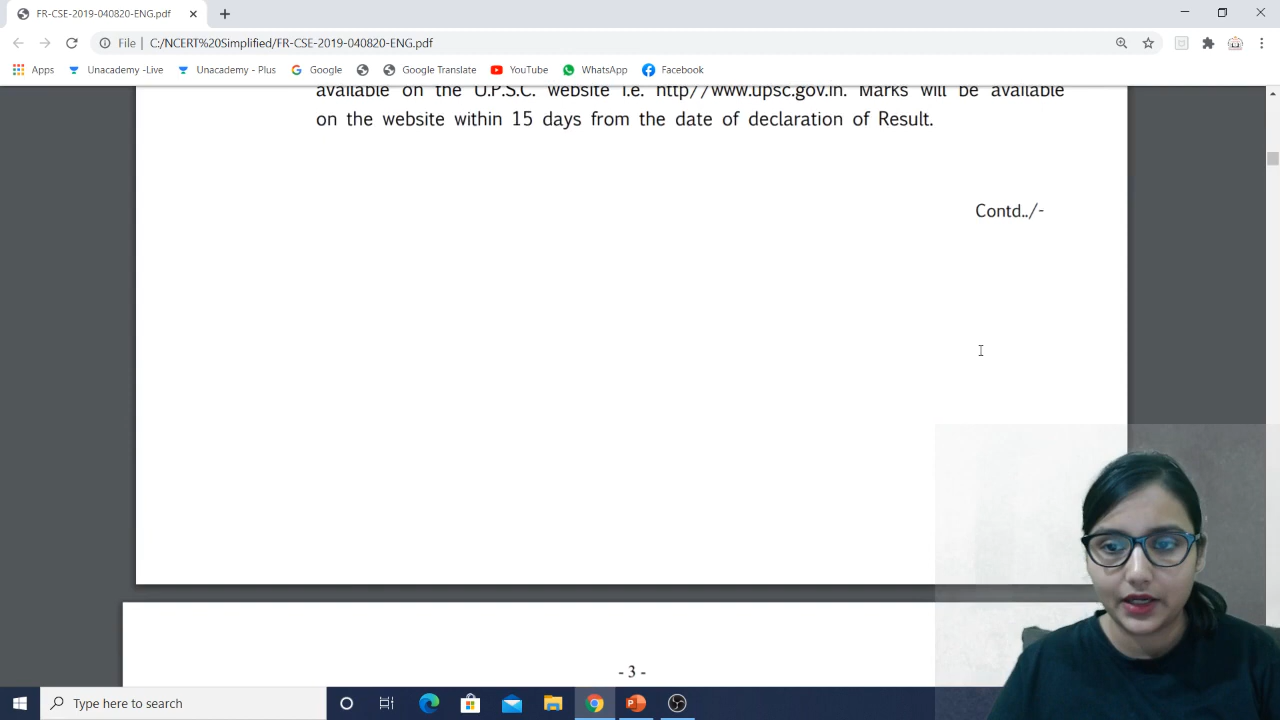 FR-CSE-2019-040820-ENG.pdf
File | C:/NCERT%20Simplified/FR-CSE-2019-040820-ENG.pdf
Apps Unacademy -Live Unacademy - Plus Google Google Translate YouTube WhatsApp Facebook
available on the U.P.S.C. website i.e. http//www.upsc.gov.in. Marks will be available
on the website within 15 days from the date of declaration of Result.
Contd../-
- 3 -
Type here to search